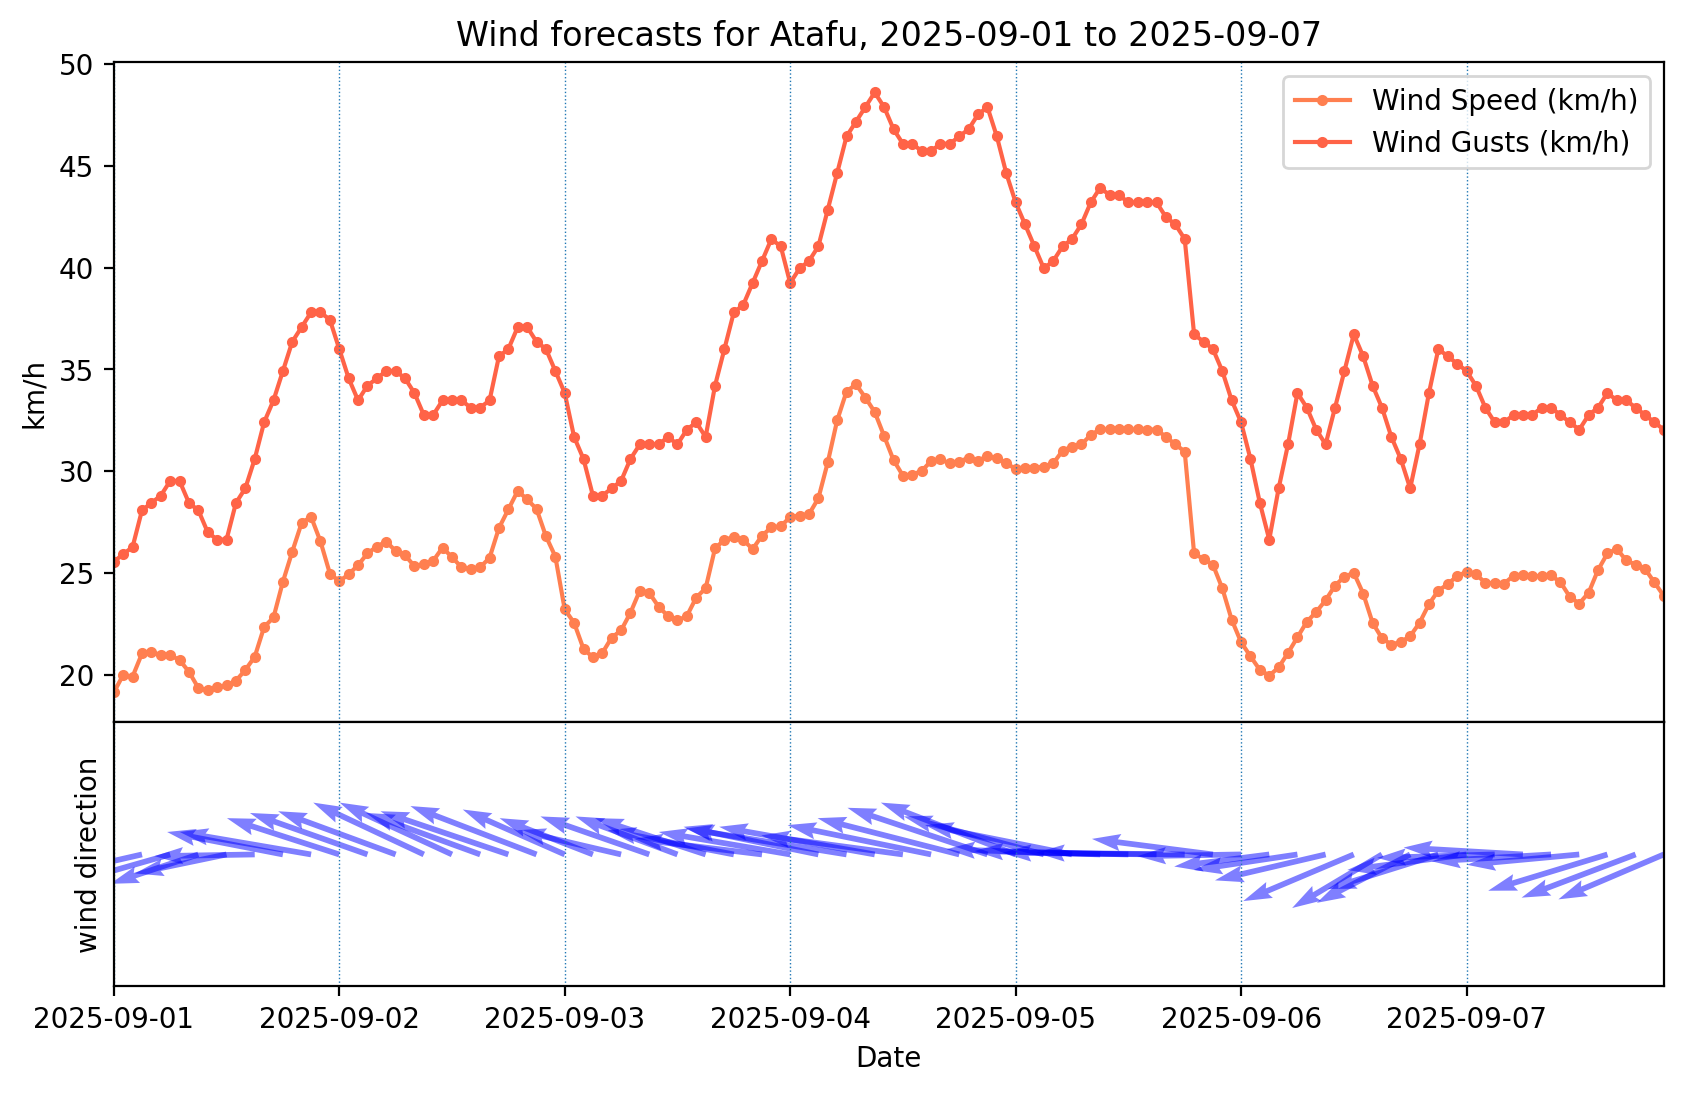 Wind forecasts for Atafu, 2025-09-01 to 2025-09-07
50
45
40
35
30
25
20
km/h
Wind Speed (km/h)
Wind Gusts (km/h)
wind direction
2025-09-01
2025-09-02
2025-09-03
2025-09-04
2025-09-05
2025-09-06
2025-09-07
Date